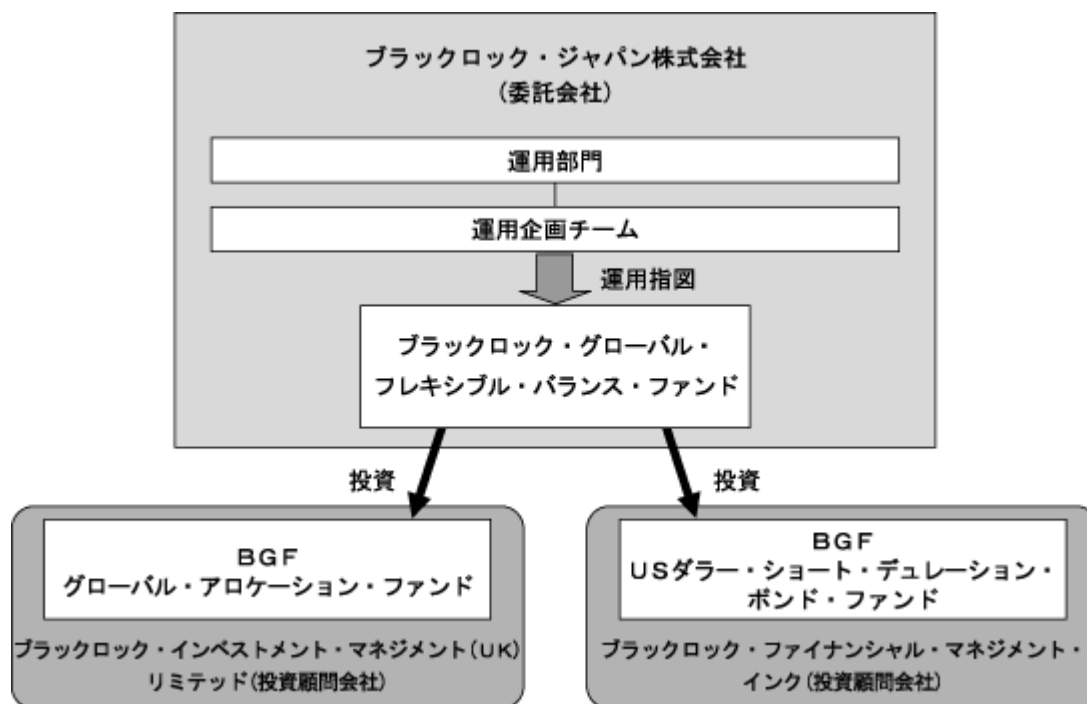 ブラックロック・ジャパン株式会社
(委託会社)
運用部門
運用企画チーム
運用指図
ブラックロック・グローバル・
フレキシブル・バランス・ファンド
投資
投資
BGF
グローバル・アロケーション・ファンド
ブラックロック・インベストメント・マネジメント(UK)
リミテッド(投資顧問会社)
BGF
USダラー・ショート・デュレーション・
ボンド・ファンド
ブラックロック・ファイナンシャル・マネジメント・
インク(投資顧問会社)